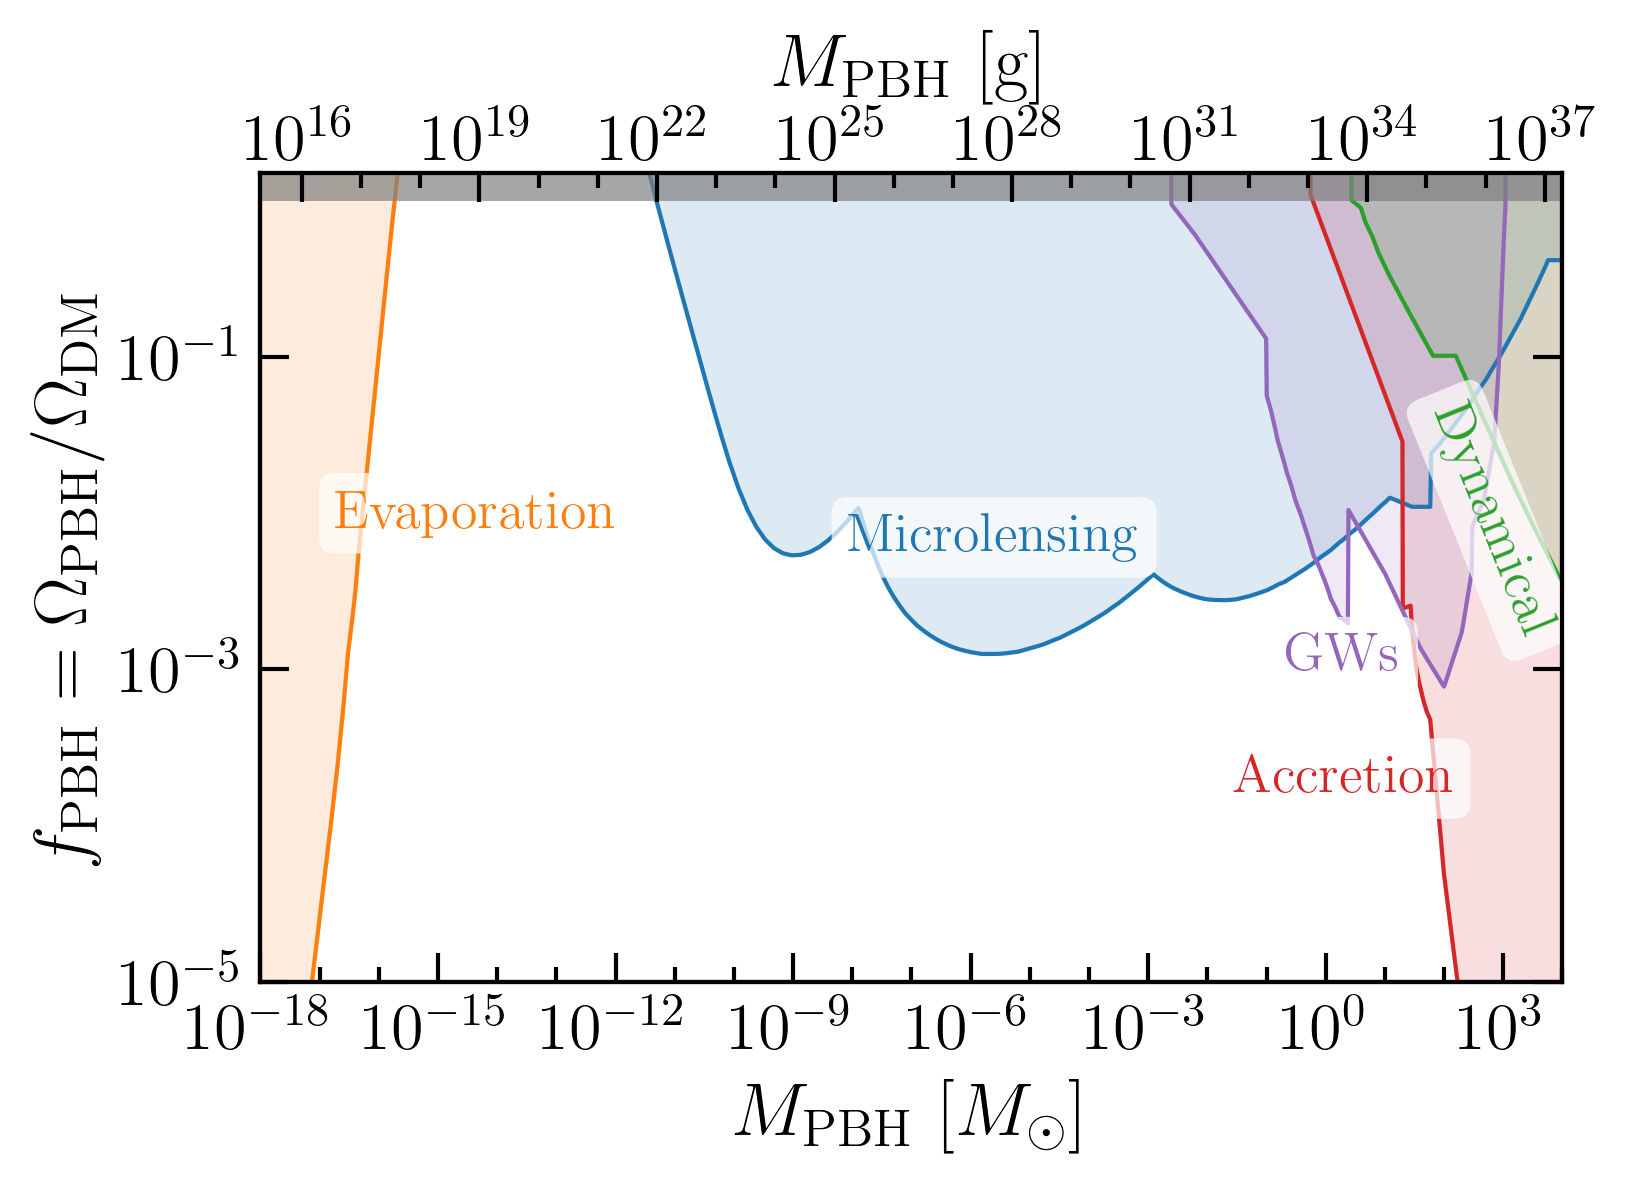 M_PBH [g]
10^16 10^19 10^22 10^25 10^28 10^31 10^34 10^37
f_PBH = Ω_PBH/Ω_DM
10^−1
10^−3
10^−5
Evaporation
Microlensing
Dynamical
GWs
Accretion
10^−18 10^−15 10^−12 10^−9 10^−6 10^−3 10^0 10^3
M_PBH [M_⊙]